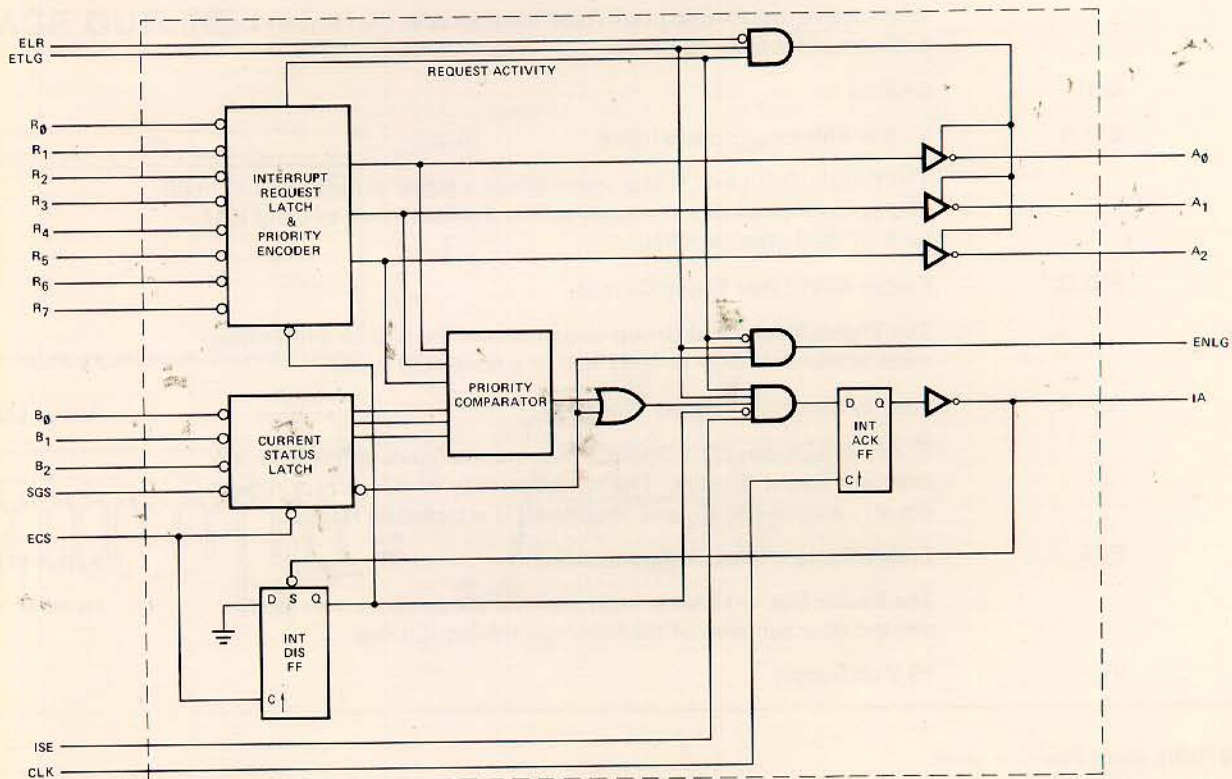 ELR
ETLG
REQUEST ACTIVITY
R0
R1
R2
R3
R4
R5
R6
R7
INTERRUPT
REQUEST
LATCH
&
PRIORITY
ENCODER
A0
A1
A2
PRIORITY
COMPARATOR
ENLG
B0
B1
B2
SGS
CURRENT
STATUS
LATCH
D Q
INT
ACK
FF
C
IA
ECS
D S Q
INT
DIS
FF
C
ISE
CLK